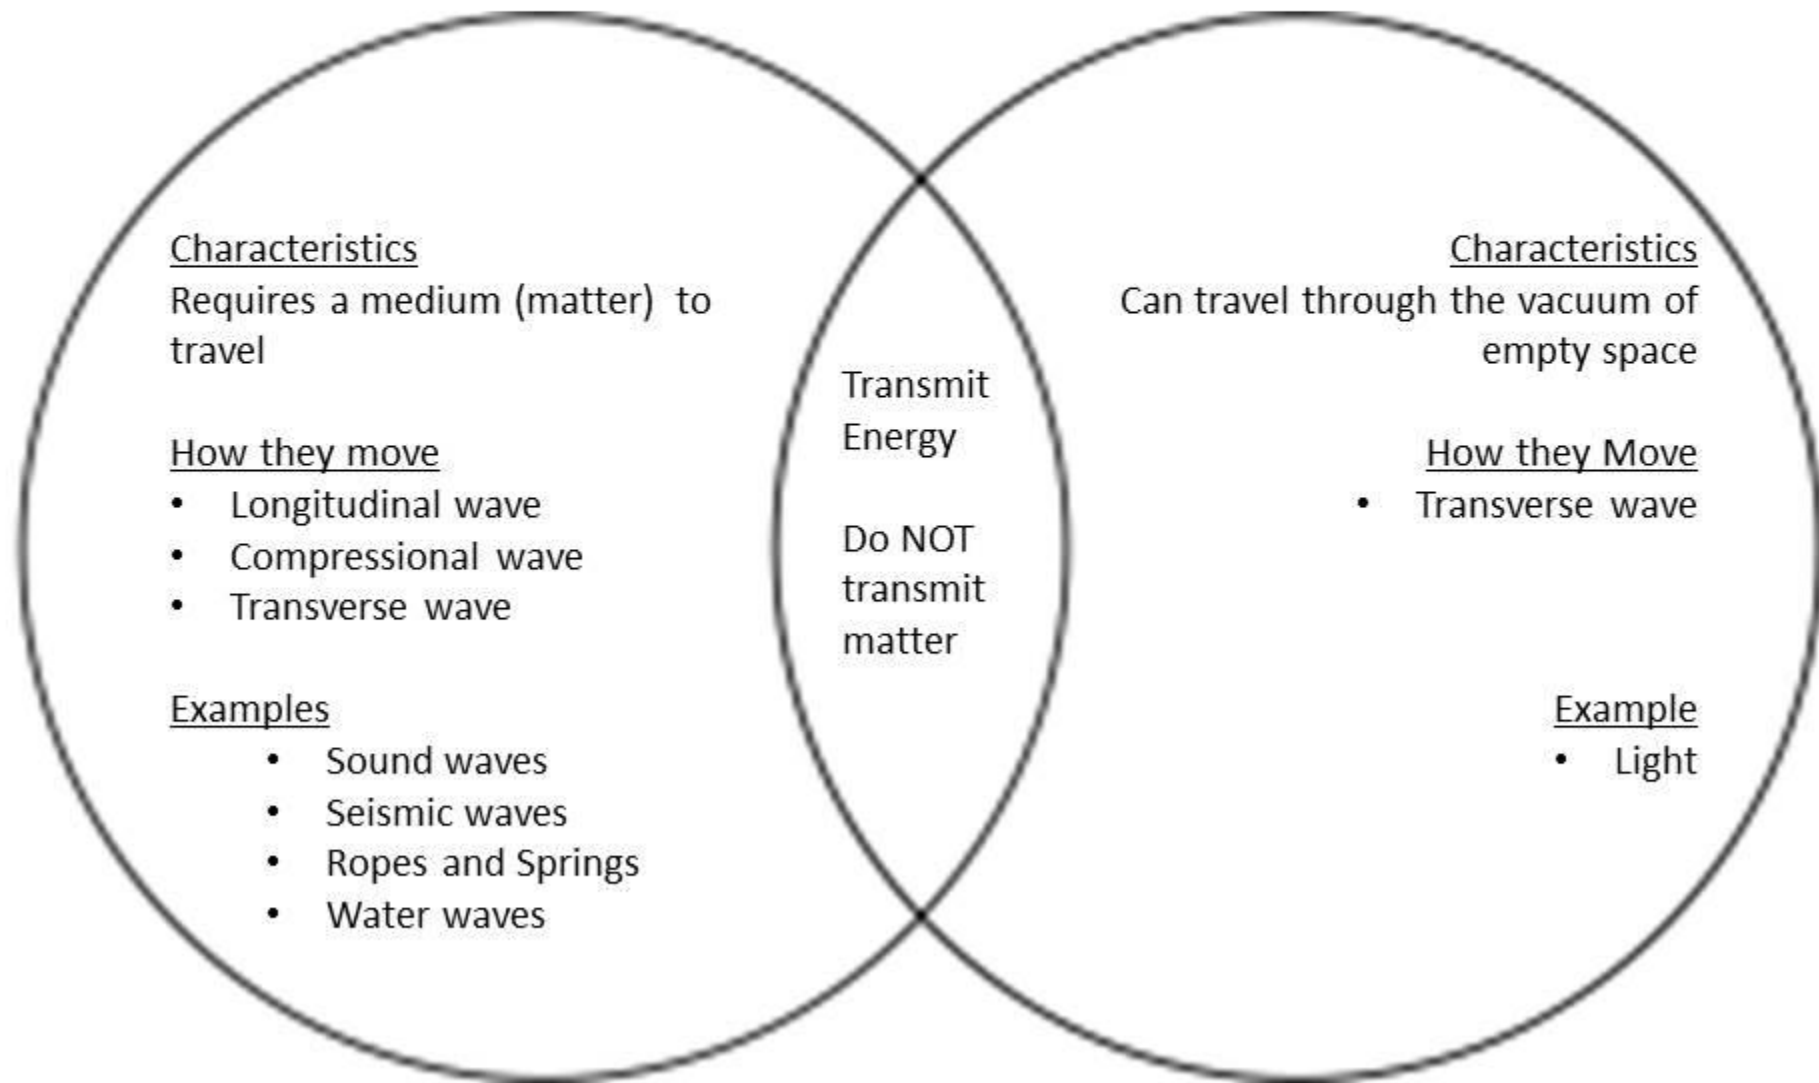 Characteristics
Requires a medium (matter) to
travel
How they move
• Longitudinal wave
• Compressional wave
• Transverse wave
Examples
• Sound waves
• Seismic waves
• Ropes and Springs
• Water waves
Transmit
Energy
Do NOT
transmit
matter
Characteristics
Can travel through the vacuum of
empty space
How they Move
• Transverse wave
Example
• Light